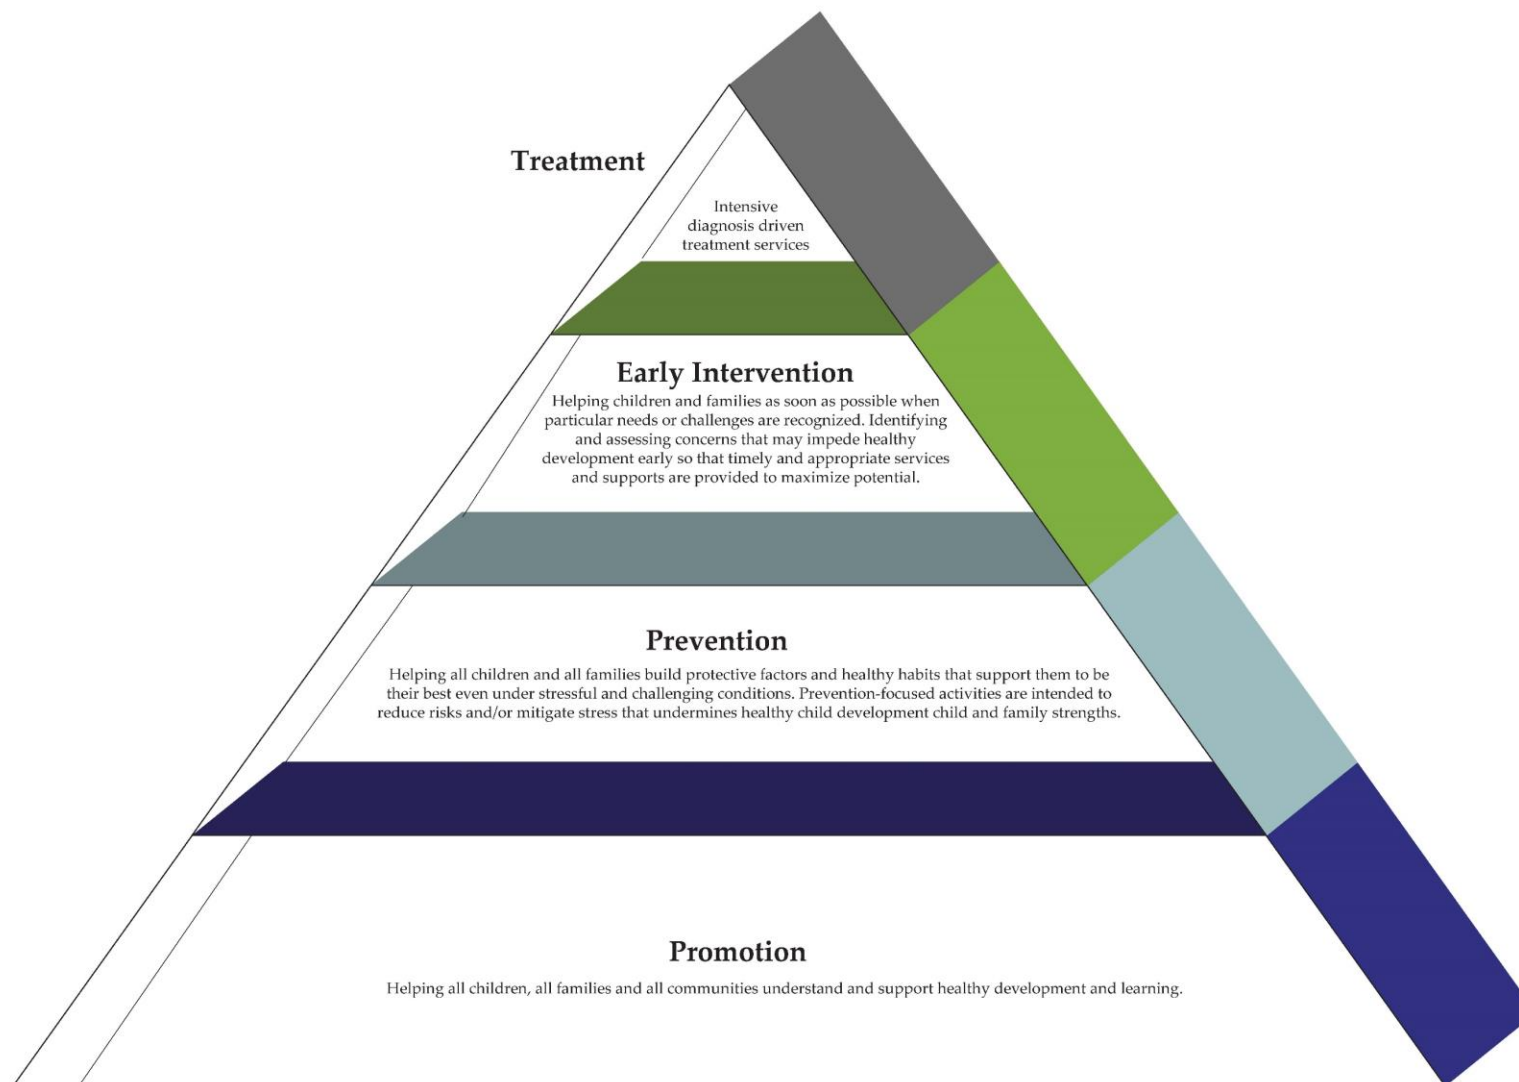 Treatment
Intensive
diagnosis driven
treatment services
Early Intervention
Helping children and families as soon as possible when
particular needs or challenges are recognized. Identifying
and assessing concerns that may impede healthy
development early so that timely and appropriate services
and supports are provided to maximize potential.
Prevention
Helping all children and all families build protective factors and healthy habits that support them to be
their best even under stressful and challenging conditions. Prevention-focused activities are intended to
reduce risks and/or mitigate stress that undermines healthy child development child and family strengths.
Promotion
Helping all children, all families and all communities understand and support healthy development and learning.